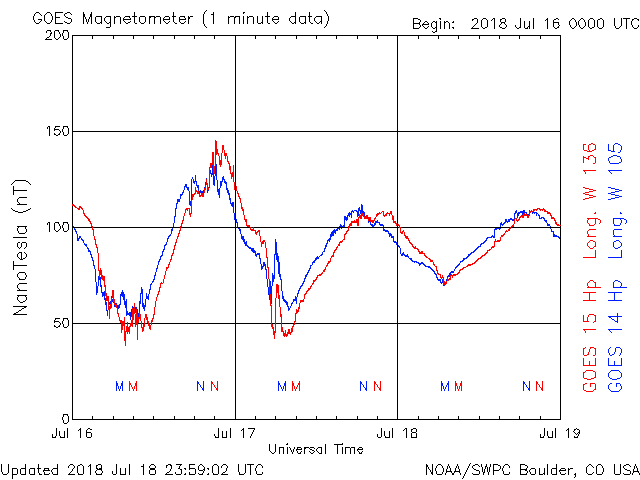 GOES Magnetometer (1 minute data)
Begin: 2018 Jul 16 0000 UTC
200
150
100
50
0
NanoTesla (nT)
GOES 15 Hp Long. W 136
GOES 14 Hp Long. W 105
M M N N M M N N M M N N
Jul 16 Jul 17 Jul 18 Jul 19
Universal Time
Updated 2018 Jul 18 23:59:02 UTC
NOAA/SWPC Boulder, CO USA